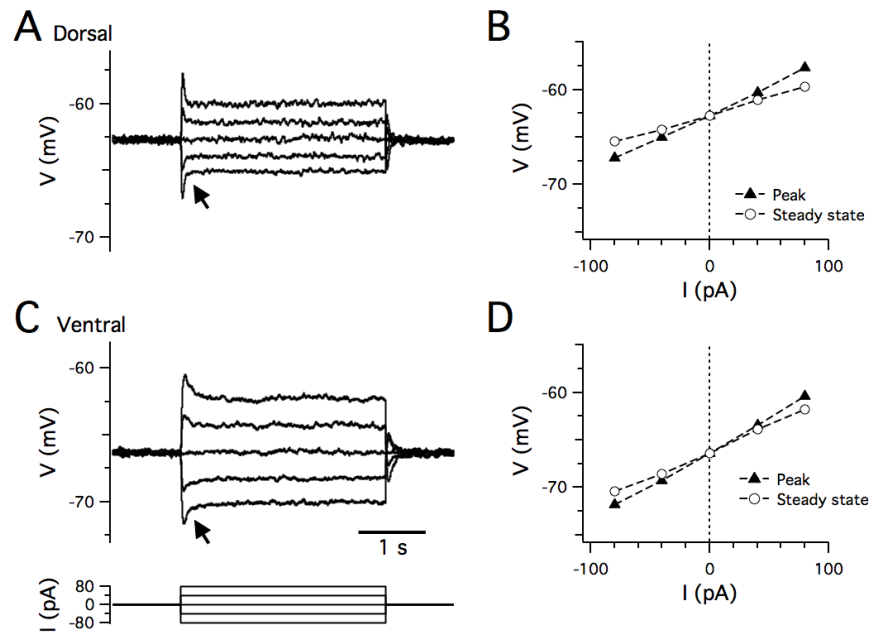 A Dorsal
V (mV)
-60
-70
B
V (mV)
-60
-70
Peak
Steady state
-100 0 100
I (pA)
C Ventral
V (mV)
-60
-70
1 s
I (pA)
80
0
-80
D
V (mV)
-60
-70
Peak
Steady state
-100 0 100
I (pA)